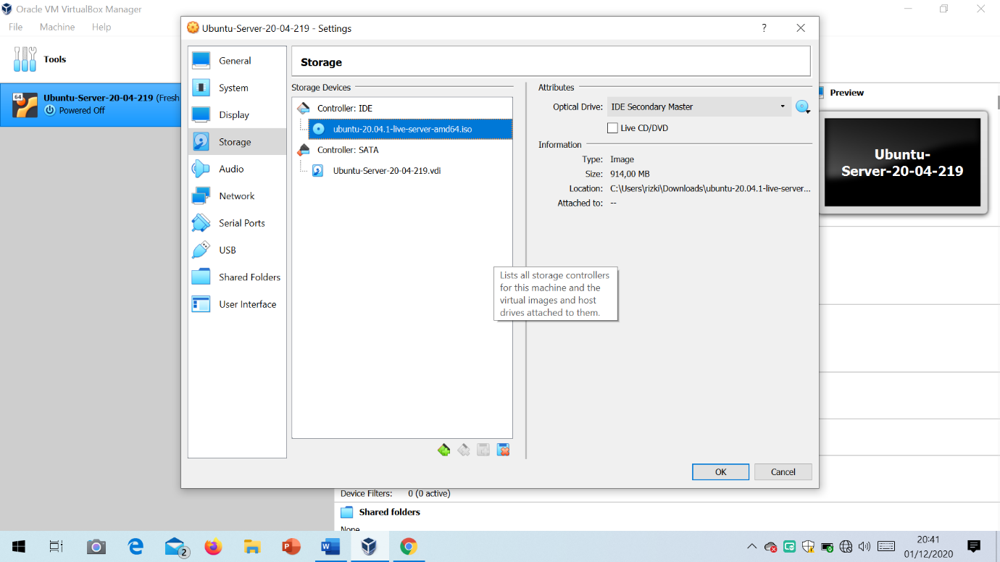 Oracle VM VirtualBox Manager
File Machine Help
Tools
64
Ubuntu-Server-20-04-219 (Fresh
Powered Off
Ubuntu-Server-20-04-219 - Settings
?
General
System
Display
Storage
Audio
Network
Serial Ports
USB
Shared Folders
User Interface
Storage
Storage Devices
Controller: IDE
ubuntu-20.04.1-live-server-amd64.iso
Controller: SATA
Ubuntu-Server-20-04-219.vdi
Attributes
Optical Drive: IDE Secondary Master
Live CD/DVD
Information
Type: Image
Size: 914,00 MB
Location: C:\Users\rizki\Downloads\ubuntu-20.04.1-live-server...
Attached to: --
Lists all storage controllers
for this machine and the
virtual images and host
drives attached to them.
OK Cancel
Preview
Ubuntu-
Server-20-04-219
Device Filters: 0 (0 active)
Shared folders
None
2
20:41
01/12/2020